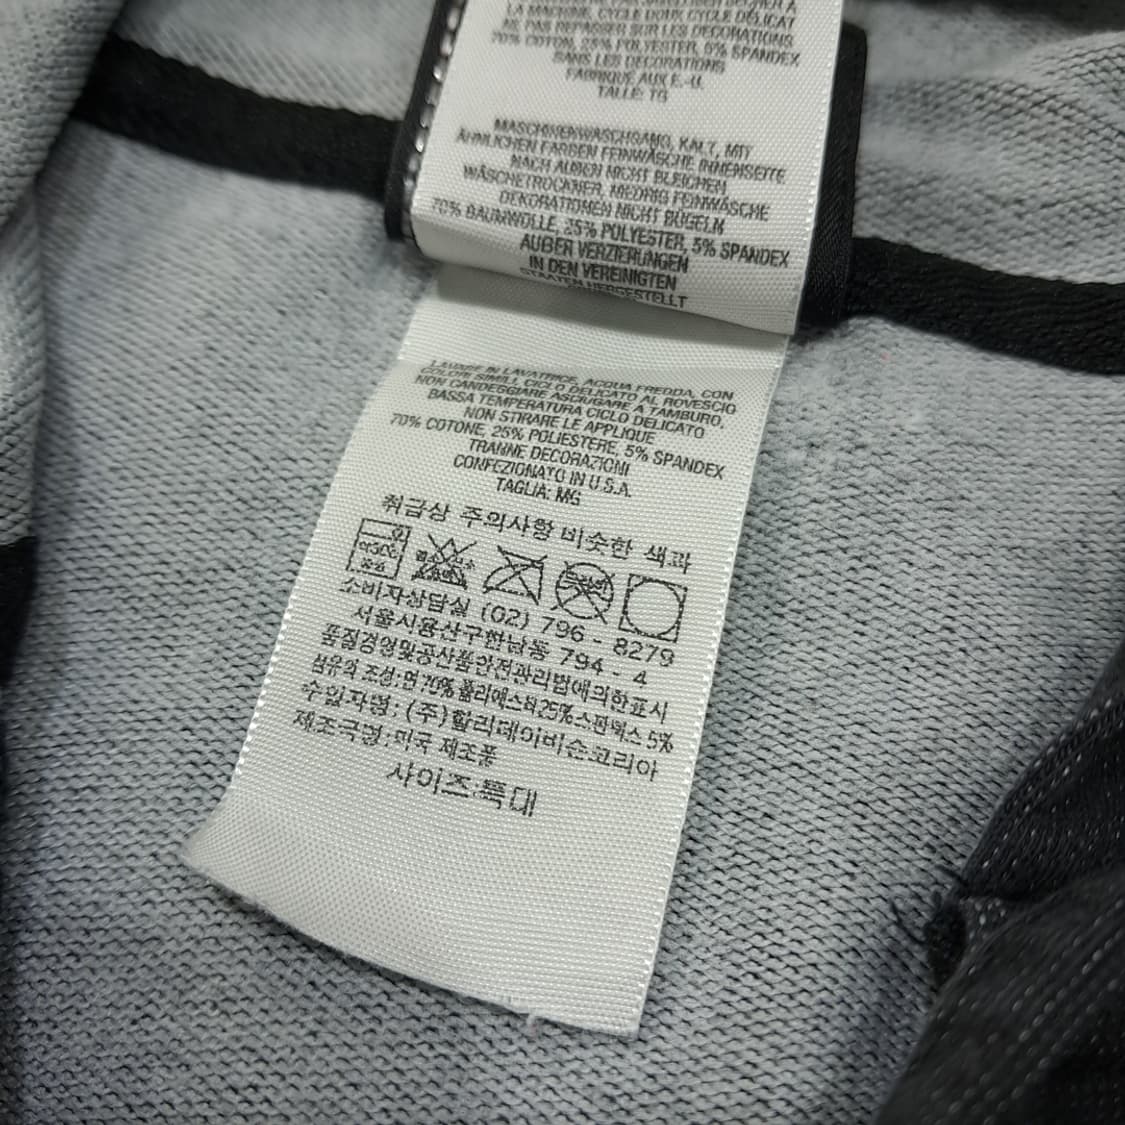 LA MACHINE, CYCLE DOUX CYCLE DÉLICAT
NE PAS REPASSER SUR LES DECORATIONS
70% COTON, 25% POLYESTER, 5% SPANDEX
SANS LES DECORATIONS
FABRIQUE AUX E.-U.
TAILLE: TG
MASCHINENWASCHGANG, KALT, MIT
ÄHNLICHEN FARBEN FEINWÄSCHE INNENSEITE
NACH AUßEN NICHT BLEICHEN
WÄSCHETROCKNER, NIEDRIG FEINWÄSCHE
DEKORATIONEN NICHT BÜGELN
70% BAUMWOLLE, 25% POLYESTER, 5% SPANDEX
AUßER VERZIERUNGEN
IN DEN VEREINIGTEN
STAATEN HERGESTELLT
LAVARE IN LAVATRICE, ACQUA FREDDA, CON
COLORI SIMILI, CICLO DELICATO AL ROVESCIO
NON CANDEGGIARE ASCIUGARE A TAMBURO,
BASSA TEMPERATURA CICLO DELICATO
NON STIRARE LE APPLIQUE
70% COTONE, 25% POLIESTERE, 5% SPANDEX
TRANNE DECORAZIONI
CONFEZIONATO IN U.S.A.
TAGLIA: MG
취급상 주의사항 비슷한 색과
소비자상담실 (02) 796 - 8279
서울시용산구한남동 794 - 4
품질경영및공산품안전관리법에의한표시
섬유의 조성:면70% 폴리에스터25% 스판덱스 5%
수입자명: (주)할리데이비슨코리아
제조국명: 미국 제조품
사이즈:특대